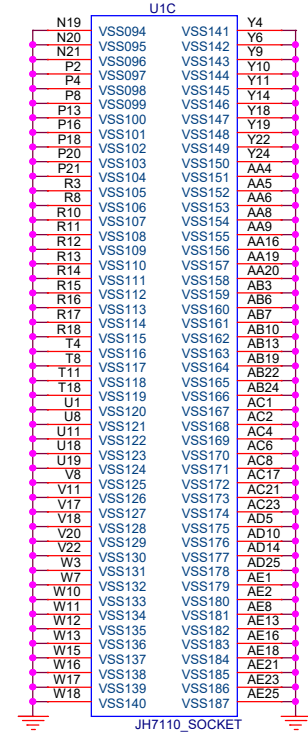 U1C
N19 VSS094 VSS141 Y4
N20 VSS095 VSS142 Y6
N21 VSS096 VSS143 Y9
P2 VSS097 VSS144 Y10
P4 VSS098 VSS145 Y11
P8 VSS099 VSS146 Y14
P13 VSS100 VSS147 Y18
P16 VSS101 VSS148 Y19
P18 VSS102 VSS149 Y22
P20 VSS103 VSS150 Y24
P21 VSS104 VSS151 AA4
R3 VSS105 VSS152 AA5
R8 VSS106 VSS153 AA6
R10 VSS107 VSS154 AA8
R11 VSS108 VSS155 AA9
R12 VSS109 VSS156 AA16
R13 VSS110 VSS157 AA19
R14 VSS111 VSS158 AA20
R15 VSS112 VSS159 AB3
R16 VSS113 VSS160 AB6
R17 VSS114 VSS161 AB7
R18 VSS115 VSS162 AB10
T4 VSS116 VSS163 AB13
T8 VSS117 VSS164 AB19
T11 VSS118 VSS165 AB22
T18 VSS119 VSS166 AB24
U1 VSS120 VSS167 AC1
U8 VSS121 VSS168 AC2
U11 VSS122 VSS169 AC4
U18 VSS123 VSS170 AC6
U19 VSS124 VSS171 AC8
V8 VSS125 VSS172 AC17
V11 VSS126 VSS173 AC21
V17 VSS127 VSS174 AC23
V18 VSS128 VSS175 AD5
V20 VSS129 VSS176 AD10
V22 VSS130 VSS177 AD14
W3 VSS131 VSS178 AD25
W7 VSS132 VSS179 AE1
W10 VSS133 VSS180 AE2
W11 VSS134 VSS181 AE8
W12 VSS135 VSS182 AE13
W13 VSS136 VSS183 AE16
W15 VSS137 VSS184 AE18
W16 VSS138 VSS185 AE21
W17 VSS139 VSS186 AE23
W18 VSS140 VSS187 AE25
JH7110_SOCKET